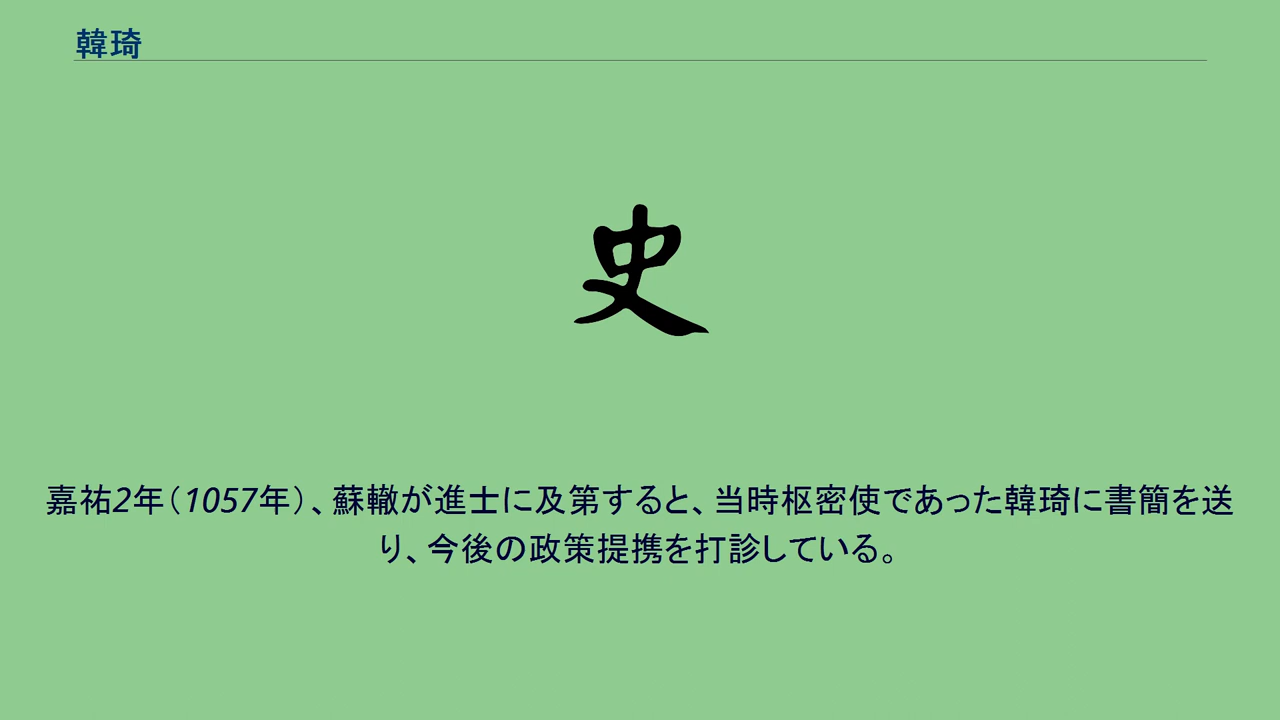 韓琦
史
嘉祐2年（1057年）、蘇轍が進士に及第すると、当時枢密使であった韓琦に書簡を送
り、今後の政策提携を打診している。